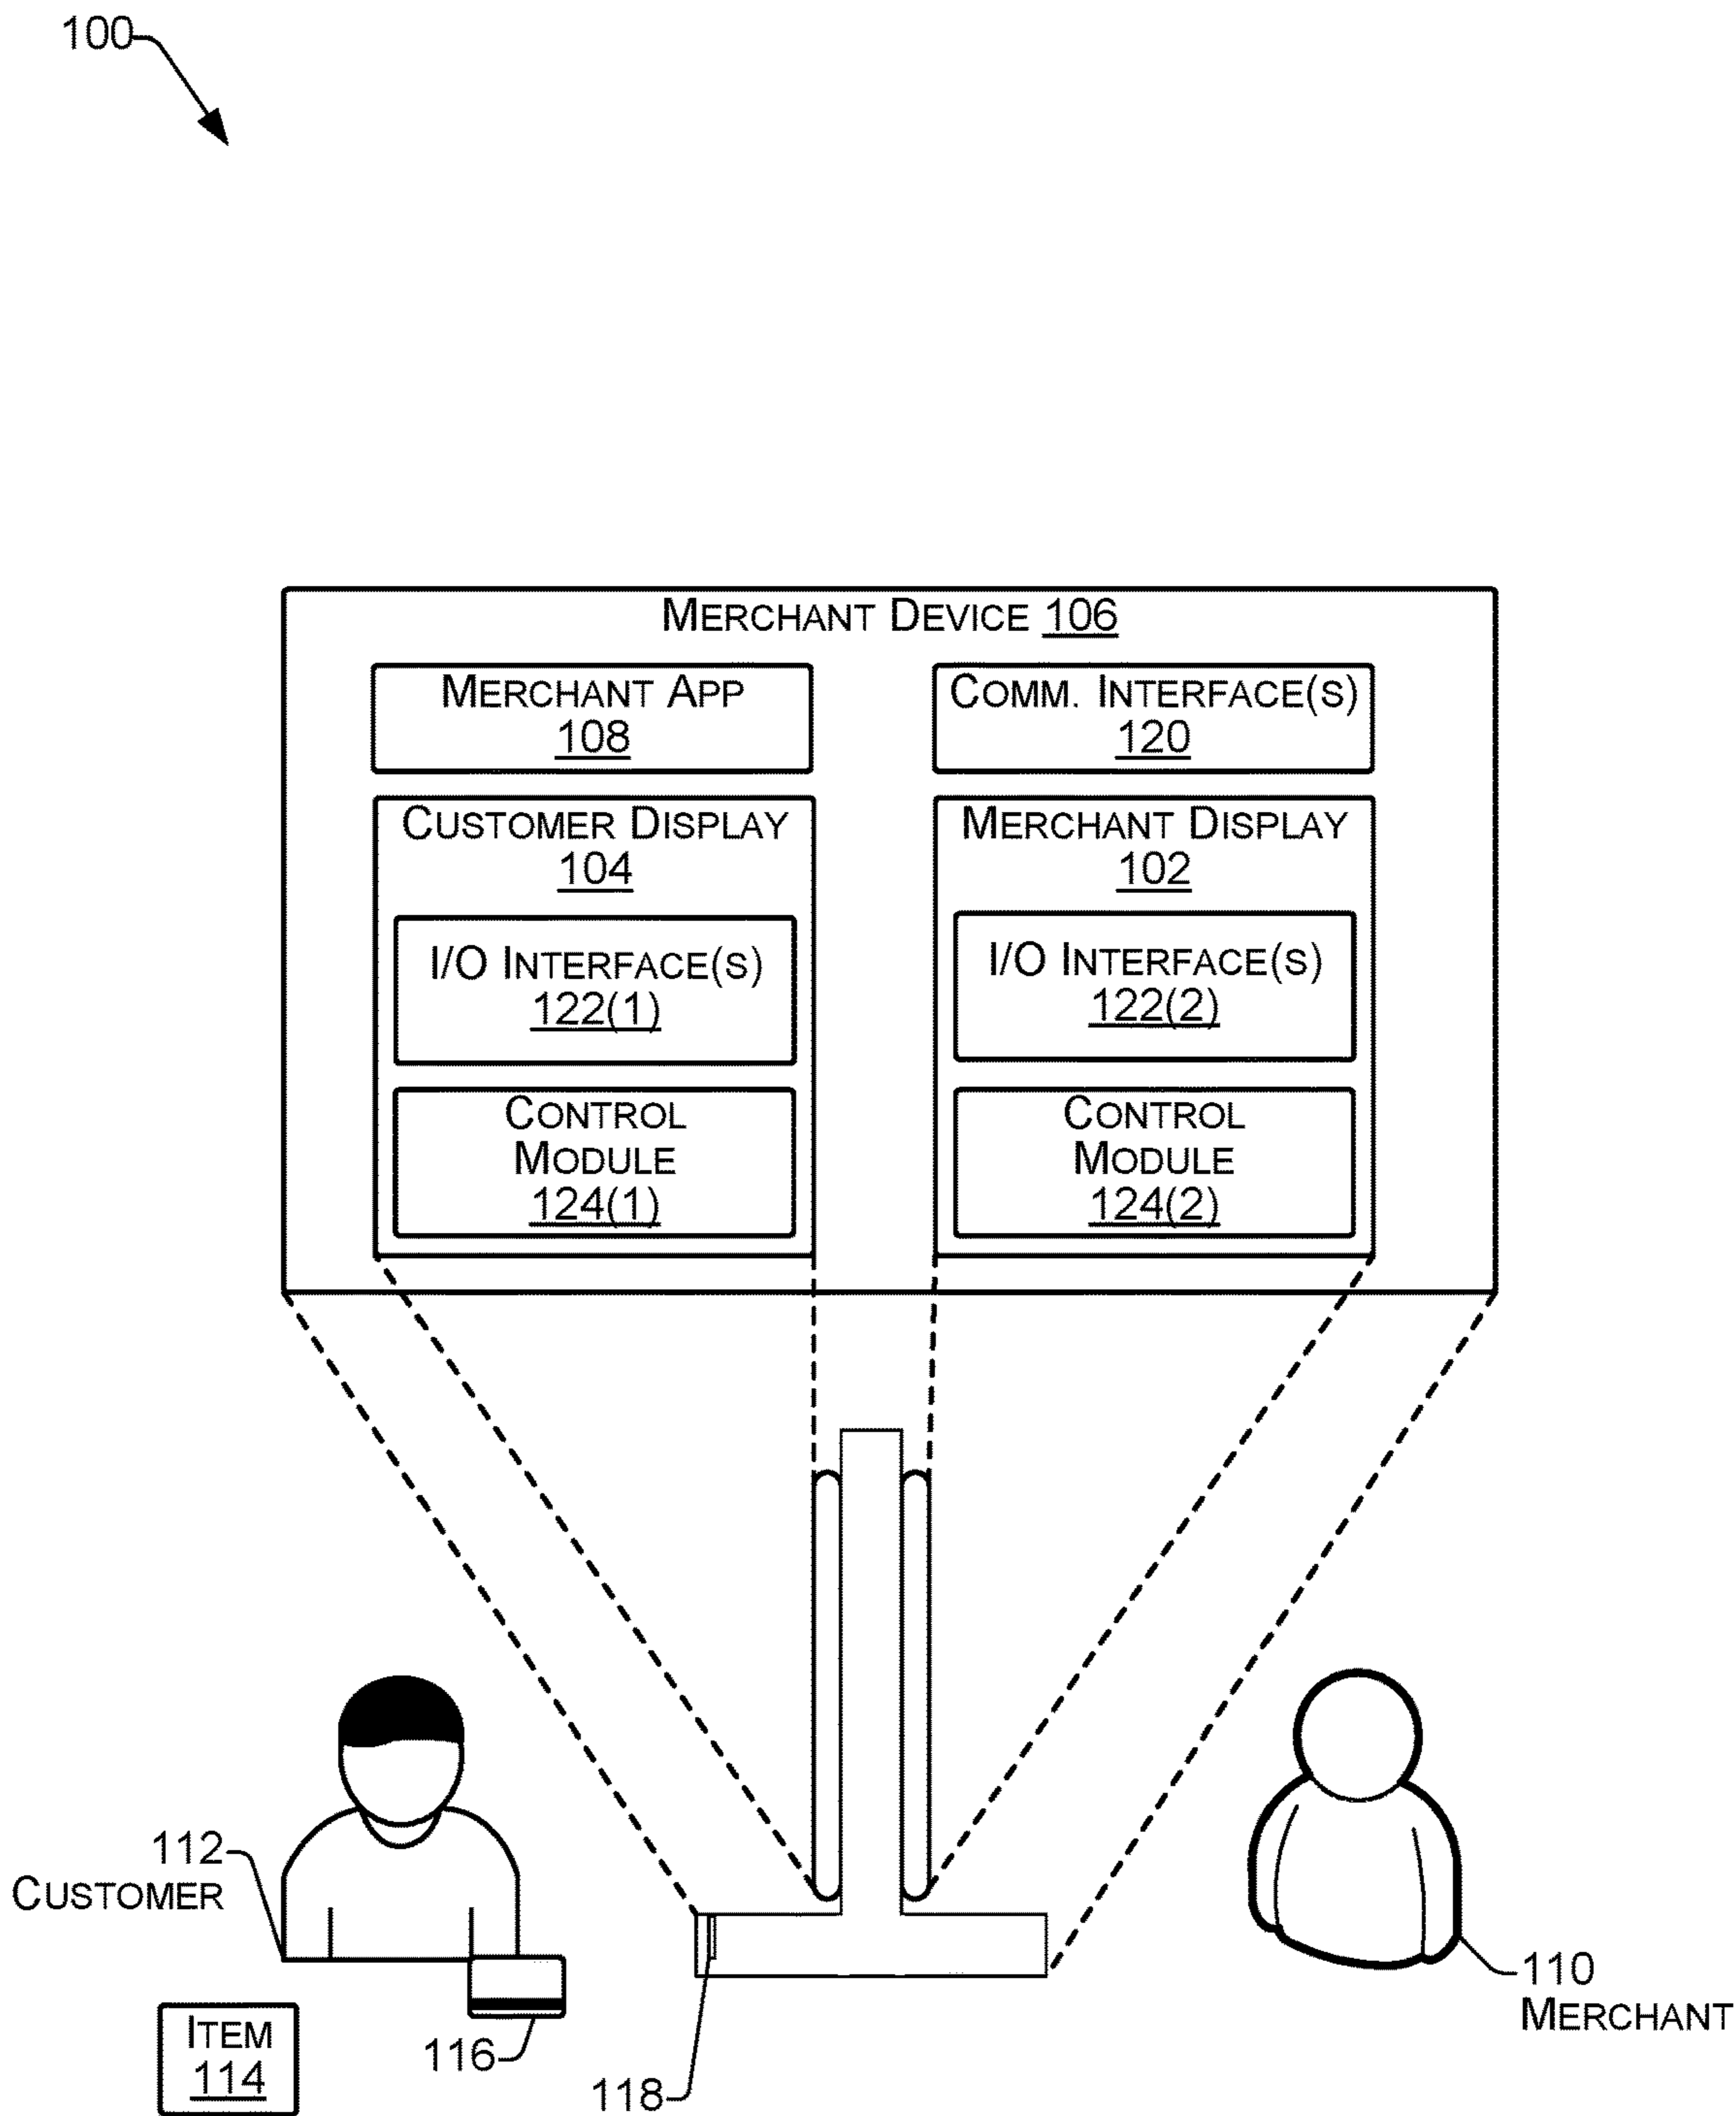 100
MERCHANT DEVICE 106
MERCHANT APP
108
COMM. INTERFACE(S)
120
CUSTOMER DISPLAY
104
I/O INTERFACE(S)
122(1)
CONTROL
MODULE
124(1)
MERCHANT DISPLAY
102
I/O INTERFACE(S)
122(2)
CONTROL
MODULE
124(2)
112
CUSTOMER
ITEM
114
116
118
110
MERCHANT